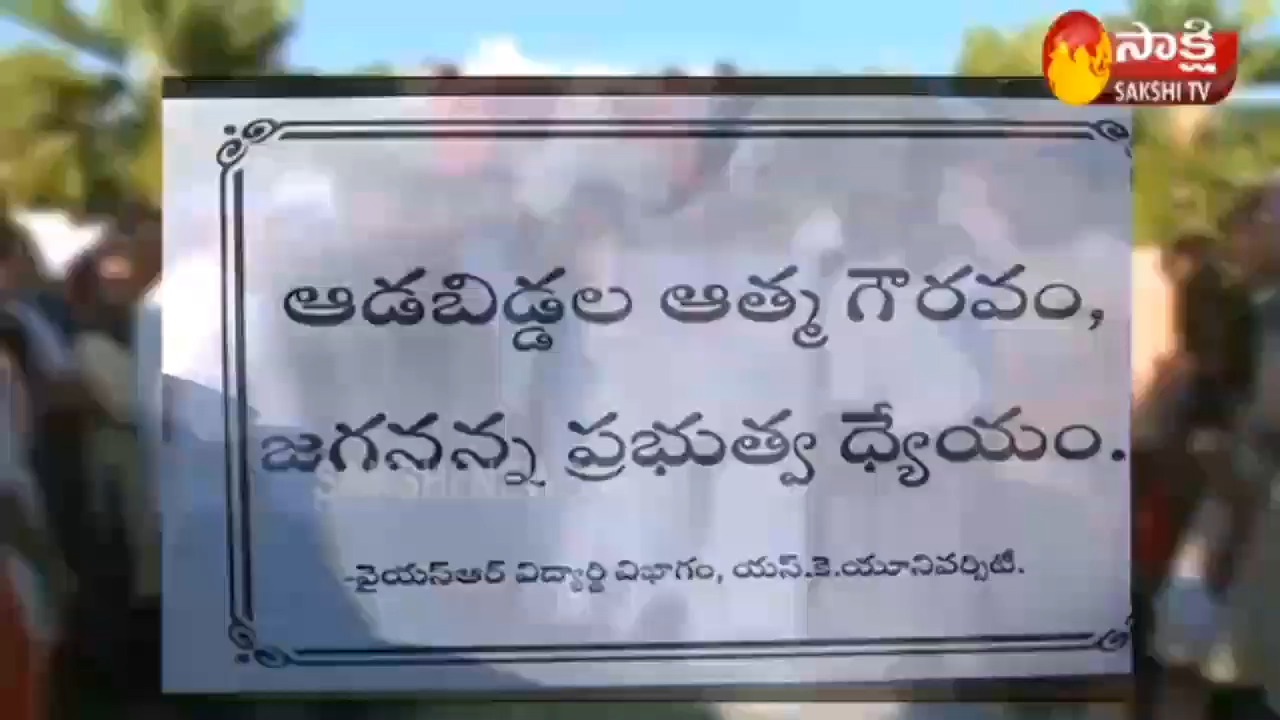 సాక్షి
SAKSHI TV
ఆడబిడ్డల ఆత్మ గౌరవం,
జగనన్న ప్రభుత్వ ధ్యేయం.
-వైయస్ఆర్ విద్యార్థి విభాగం, యస్.కె.యూనివర్సిటీ.